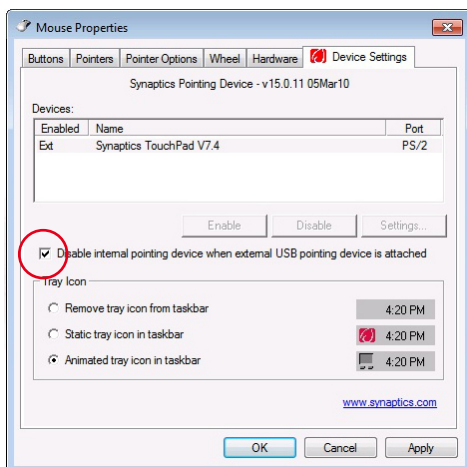 Mouse Properties
Buttons Pointers Pointer Options Wheel Hardware Device Settings
Synaptics Pointing Device - v15.0.11 05Mar10
Devices:
Enabled Name Port
Ext Synaptics TouchPad V7.4 PS/2
Enable Disable Settings...
Disable internal pointing device when external USB pointing device is attached
Tray Icon
Remove tray icon from taskbar 4:20 PM
Static tray icon in taskbar 4:20 PM
Animated tray icon in taskbar 4:20 PM
www.synaptics.com
OK Cancel Apply